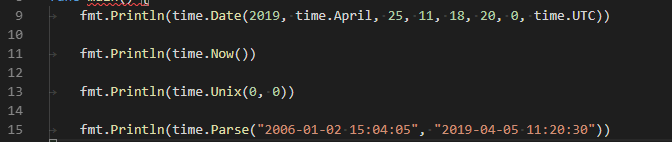 func main() {
9 fmt.Println(time.Date(2019, time.April, 25, 11, 18, 20, 0, time.UTC))
10
11 fmt.Println(time.Now())
12
13 fmt.Println(time.Unix(0, 0))
14
15 fmt.Println(time.Parse("2006-01-02 15:04:05", "2019-04-05 11:20:30"))